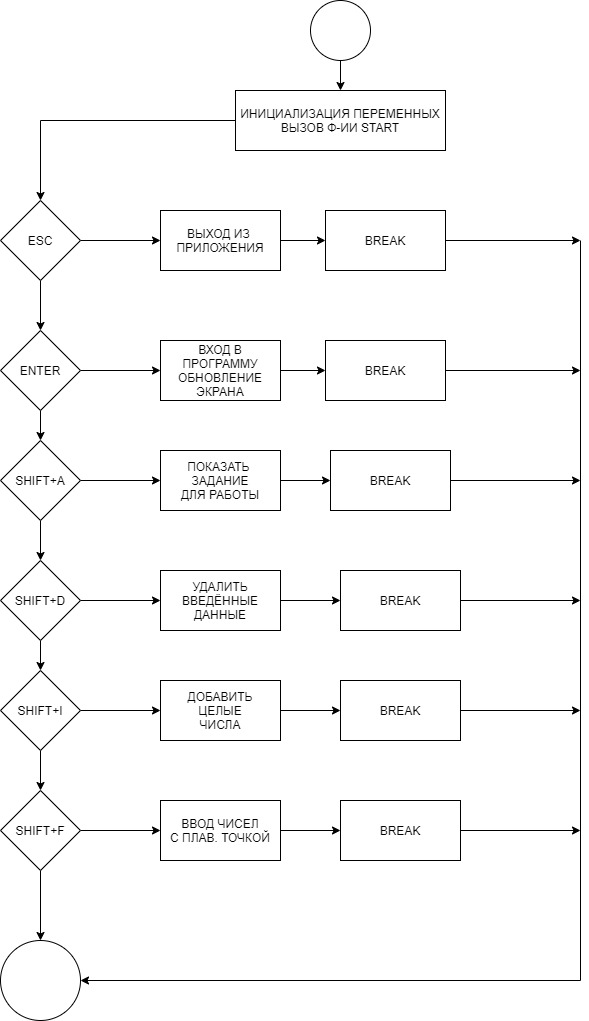 ИНИЦИАЛИЗАЦИЯ ПЕРЕМЕННЫХ
ВЫЗОВ Ф-ИИ START
ESC
ВЫХОД ИЗ
ПРИЛОЖЕНИЯ
BREAK
ENTER
ВХОД В
ПРОГРАММУ
ОБНОВЛЕНИЕ
ЭКРАНА
BREAK
SHIFT+A
ПОКАЗАТЬ
ЗАДАНИЕ
ДЛЯ РАБОТЫ
BREAK
SHIFT+D
УДАЛИТЬ
ВВЕДЁННЫЕ
ДАННЫЕ
BREAK
SHIFT+I
ДОБАВИТЬ
ЦЕЛЫЕ
ЧИСЛА
BREAK
SHIFT+F
ВВОД ЧИСЕЛ
С ПЛАВ. ТОЧКОЙ
BREAK